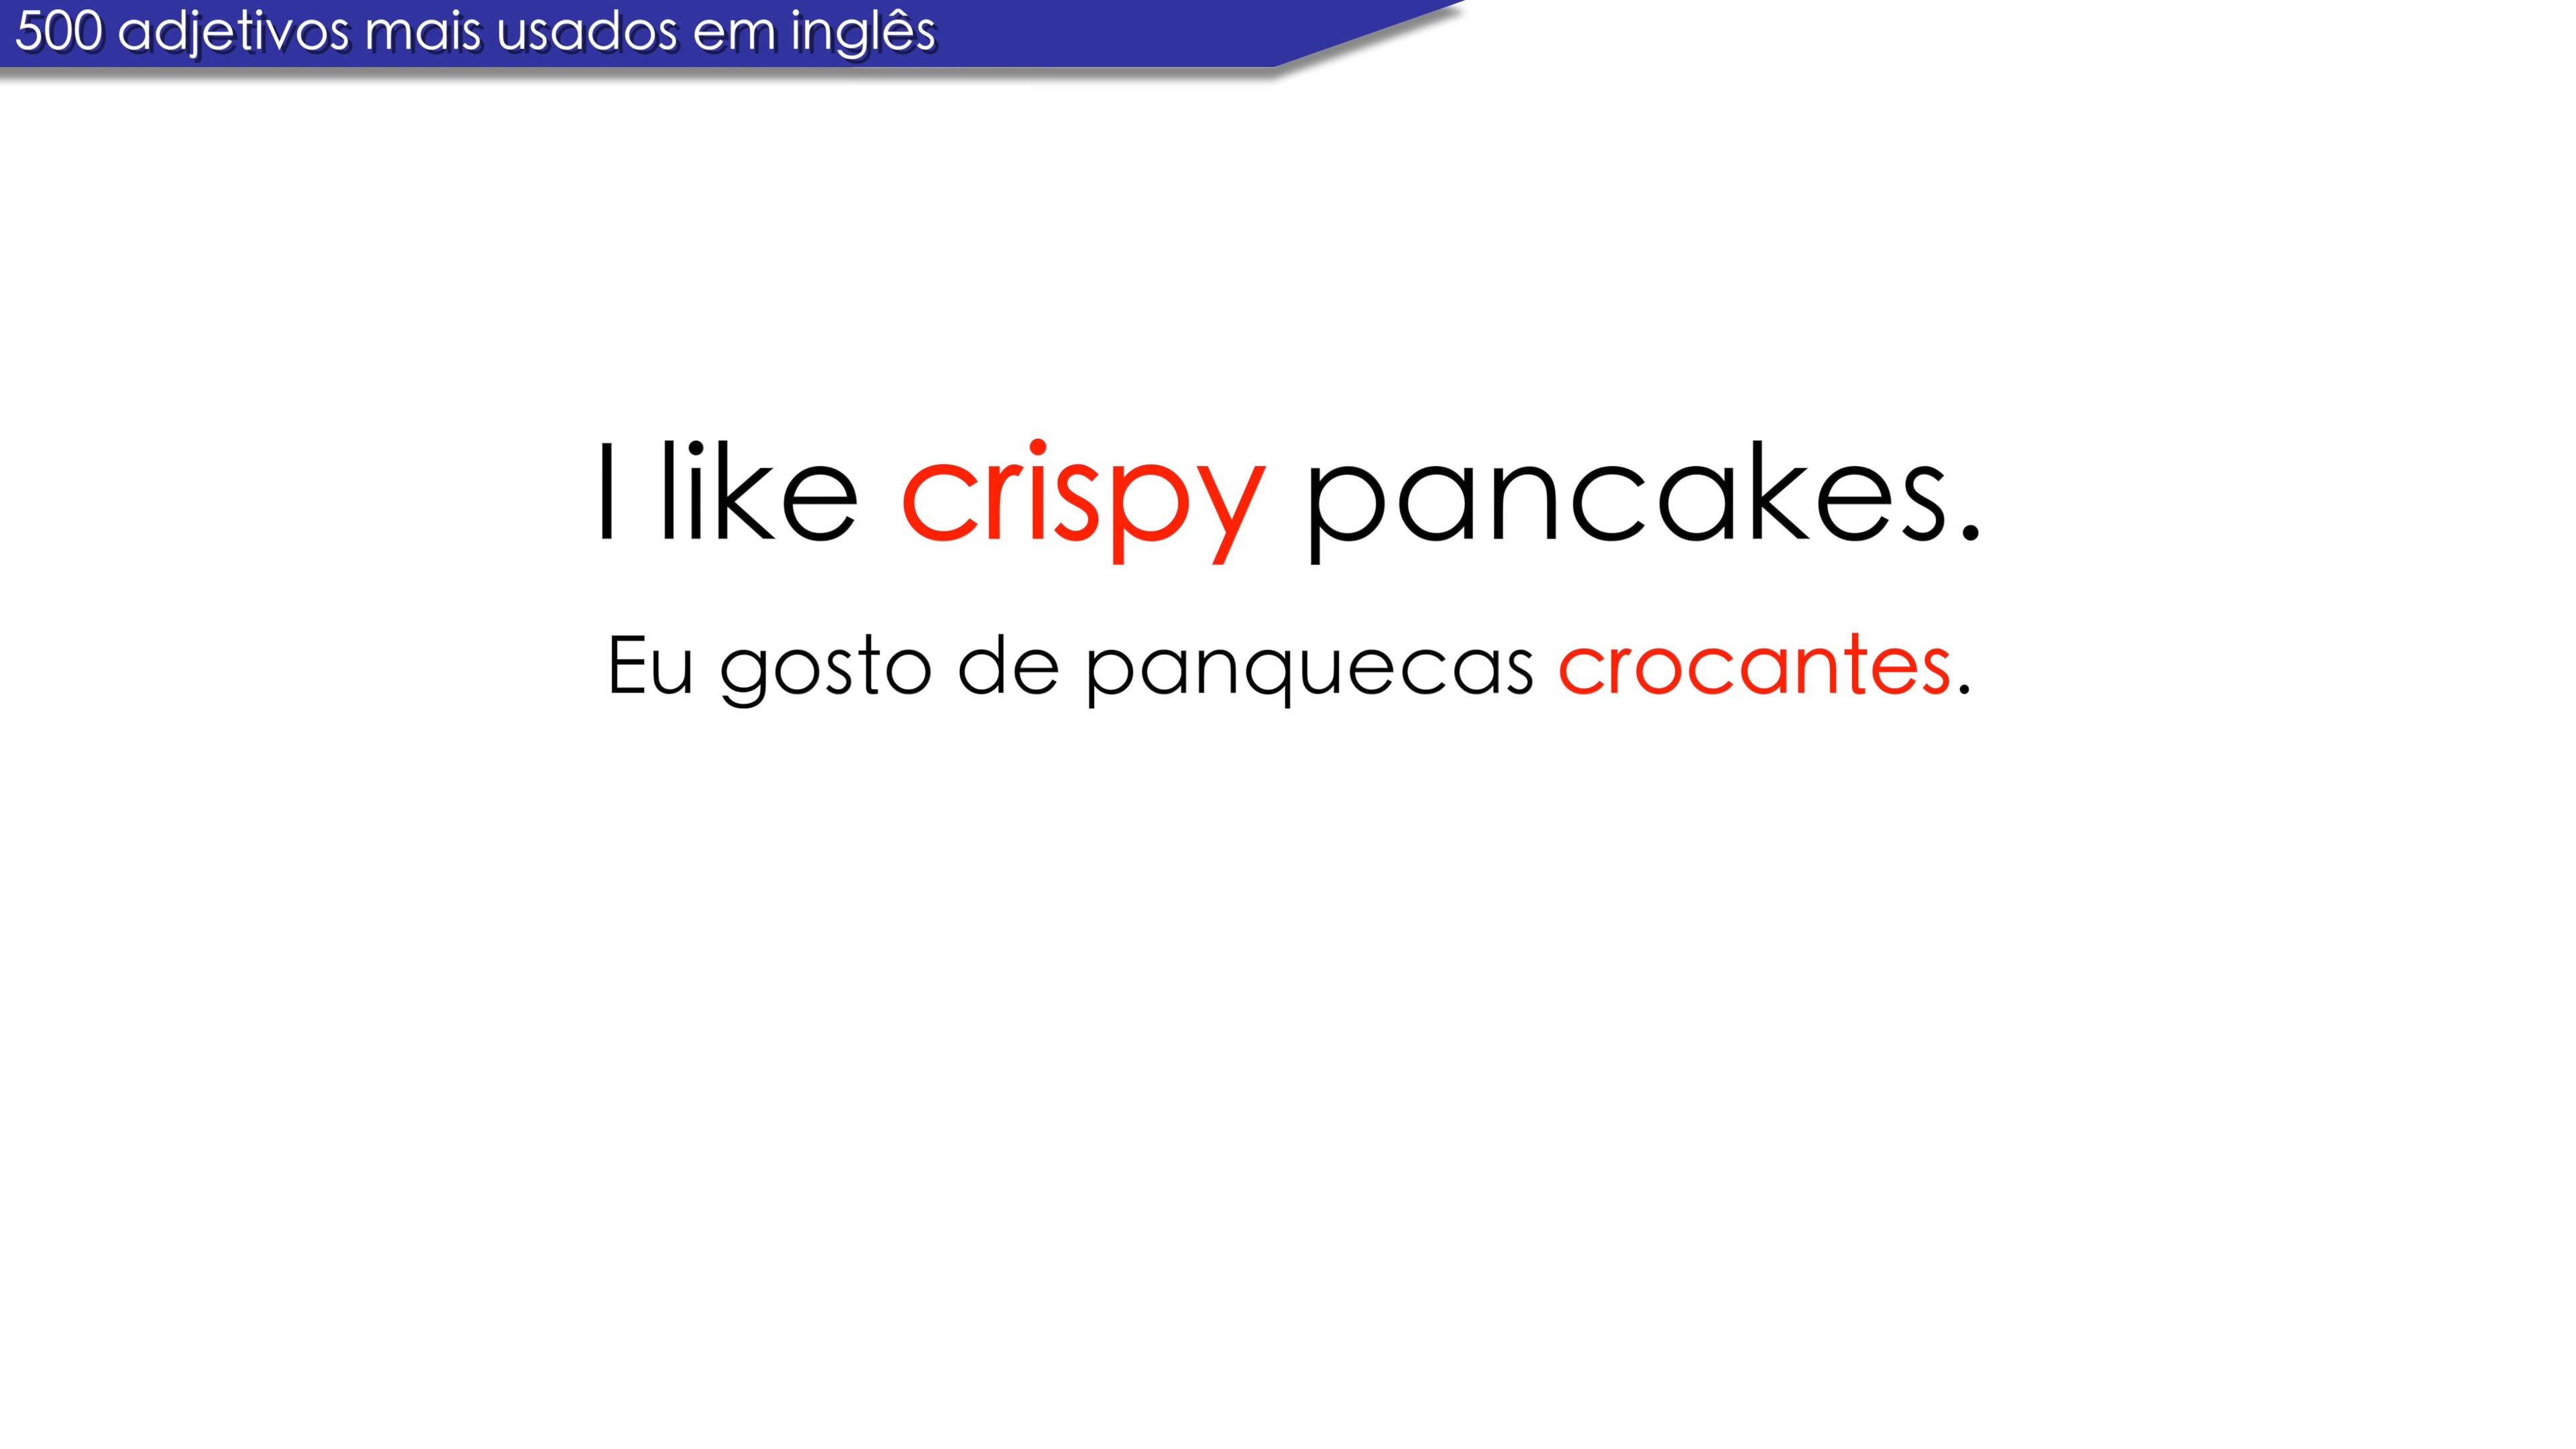 500 adjetivos mais usados em inglês
I like crispy pancakes.
Eu gosto de panquecas crocantes.